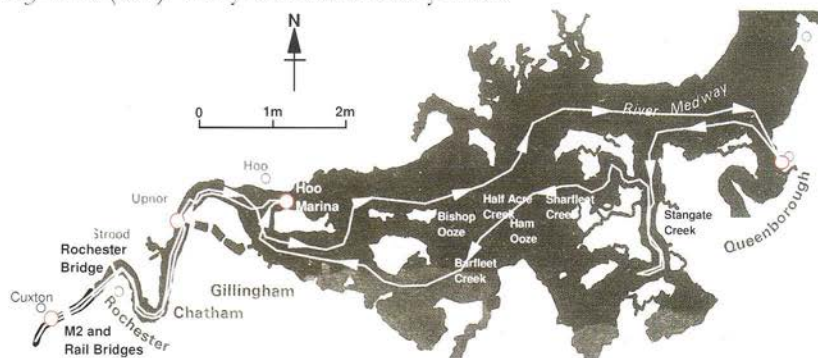 N
0 1m 2m
River Medway
Hoo
Hoo
Marina
Upnor
Strood
Rochester
Bridge
Cuxton
Rochester
M2 and
Rail Bridges
Chatham
Gillingham
Bishop
Ooze
Half Acre
Creek
Ham
Ooze
Sharfleet
Creek
Barfleet
Creek
Stangate
Creek
Queenborough